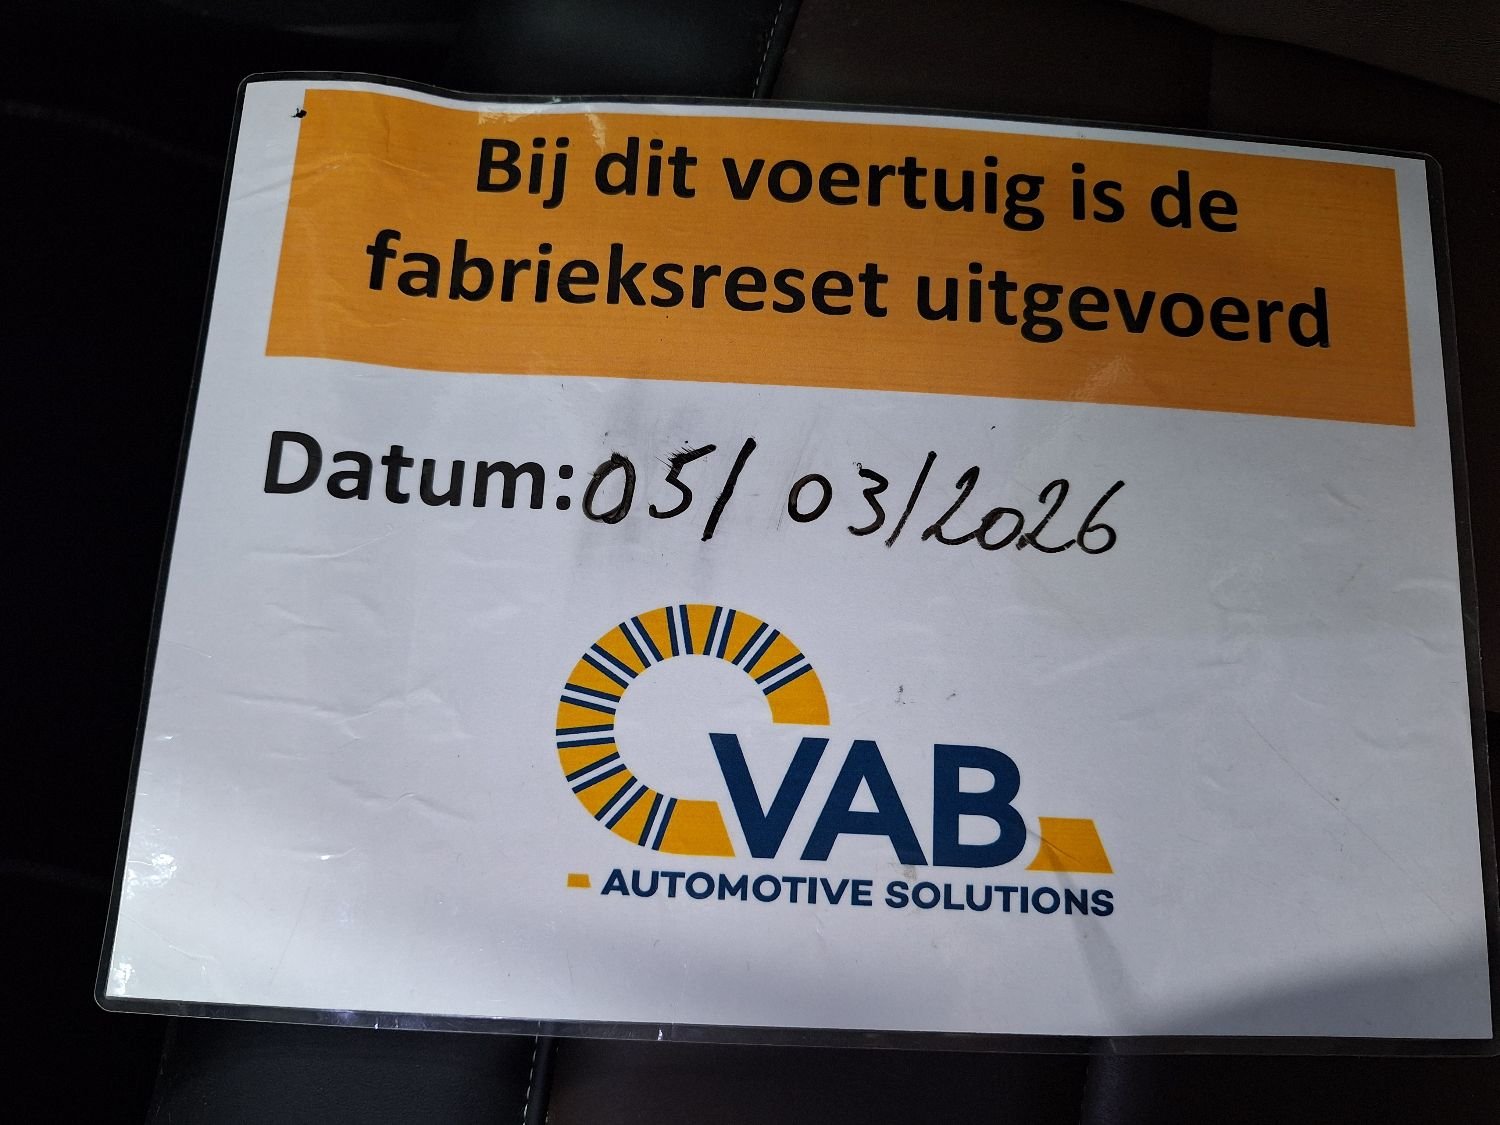 Bij dit voertuig is de
fabrieksreset uitgevoerd
Datum: 05/03/2026
VAB
AUTOMOTIVE SOLUTIONS